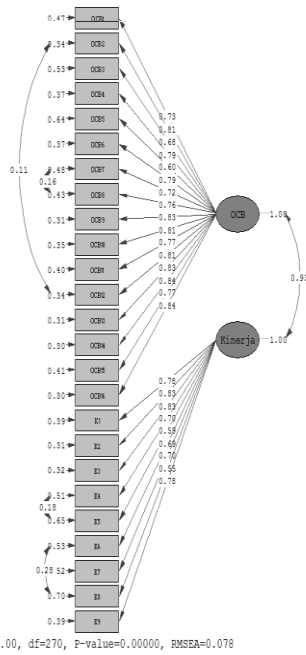 0.47 OCB1
0.34 OCB2
0.53 OCB3
0.37 OCB4
0.64 OCB5
0.37 OCB6
0.48 OCB7
0.43 OCB8
0.31 OCB9
0.35 OCB10
0.40 OCB11
0.34 OCB12
0.31 OCB13
0.30 OCB14
0.41 OCB15
0.30 OCB16
0.39 K1
0.31 K2
0.32 K3
0.51 K4
0.65 K5
0.53 K6
0.52 K7
0.70 K8
0.39 K9
0.11
0.16
0.18
0.28
0.73
0.81
0.68
0.79
0.60
0.79
0.72
0.76
0.83
0.81
0.77
0.81
0.83
0.84
0.77
0.84
0.78
0.83
0.83
0.70
0.59
0.69
0.70
0.55
0.78
OCB 1.00
Kinerja 1.00
.00, df=270, P-value=0.00000, RMSEA=0.078